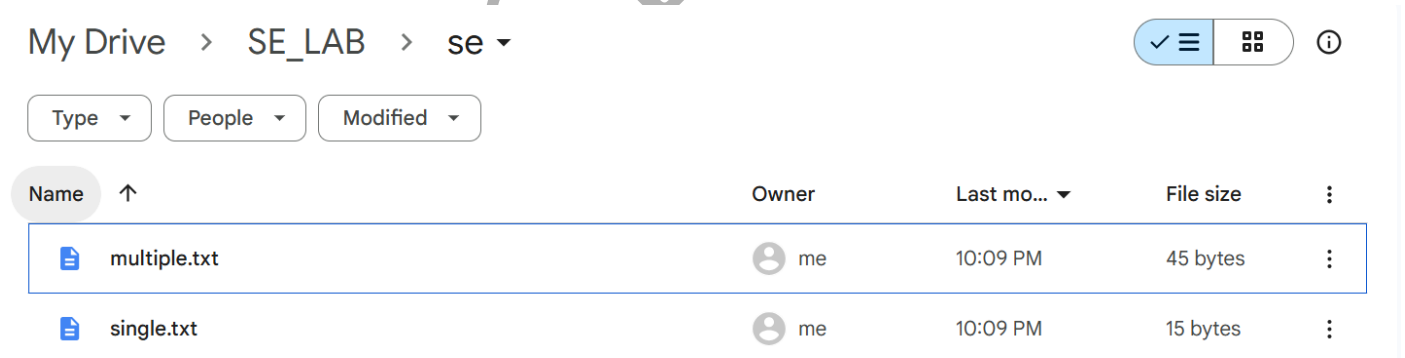 My Drive > SE_LAB > se
Type People Modified
Name Owner Last mo... File size
multiple.txt me 10:09 PM 45 bytes
single.txt me 10:09 PM 15 bytes